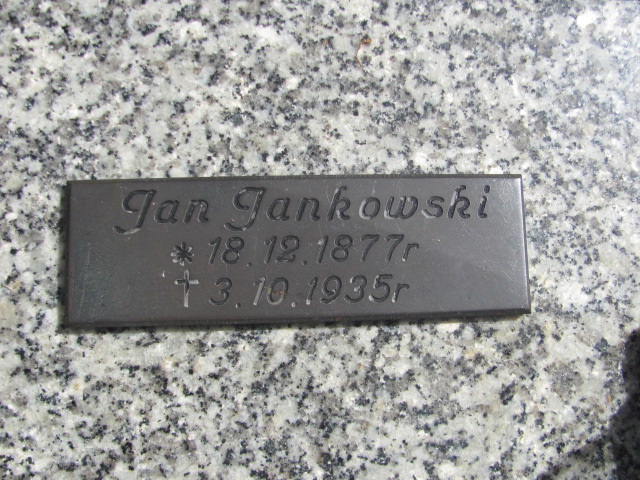 Jan Jankowski
* 18.12.1877r
† 3.10.1935r